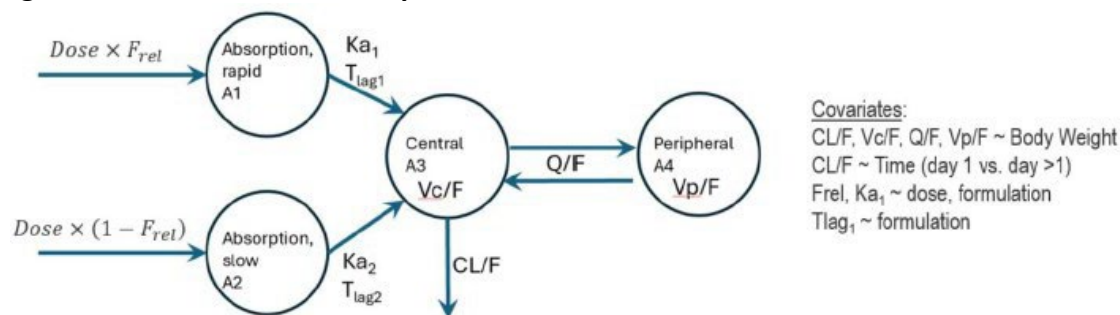 Dose × F_rel
Absorption,
rapid
A1
Ka₁
T_lag1
Central
A3
Vc/F
Q/F
Peripheral
A4
Vp/F
Dose × (1 − F_rel)
Absorption,
slow
A2
Ka₂
T_lag2
CL/F
Covariates:
CL/F, Vc/F, Q/F, Vp/F ~ Body Weight
CL/F ~ Time (day 1 vs. day >1)
Frel, Ka₁ ~ dose, formulation
Tlag₁ ~ formulation